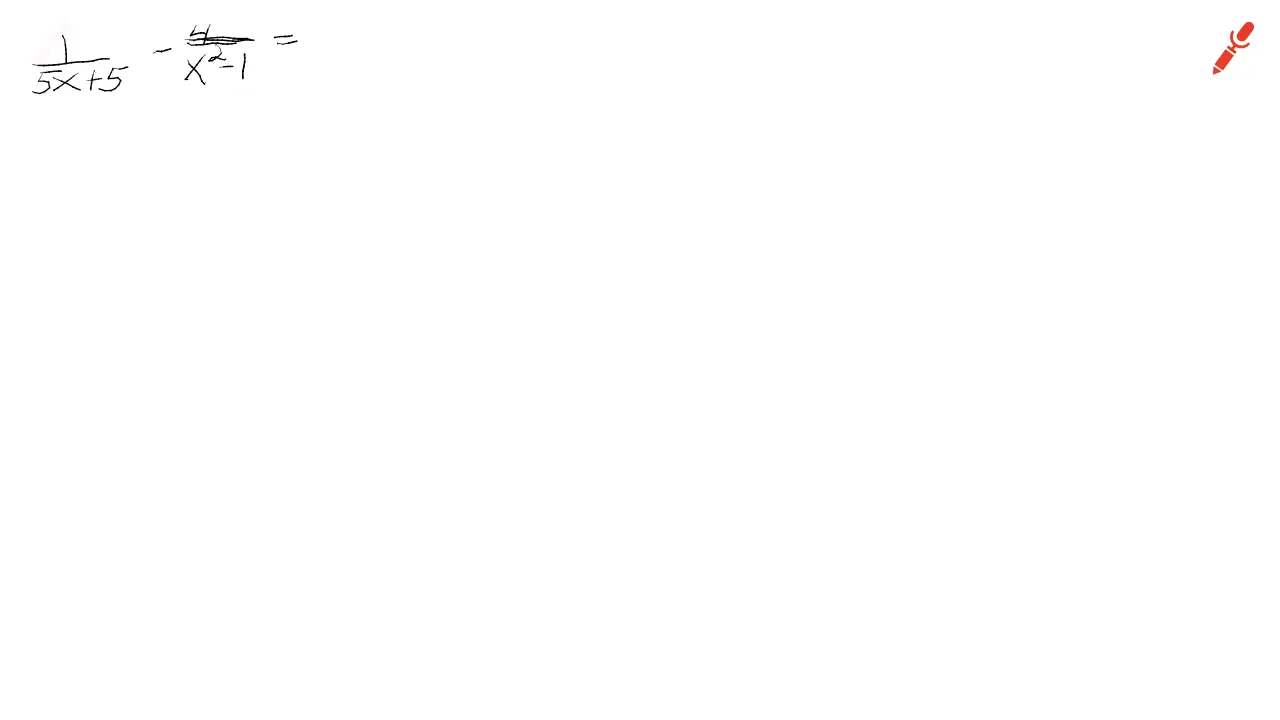 1/(5x+5) - 4/(x²-1) =